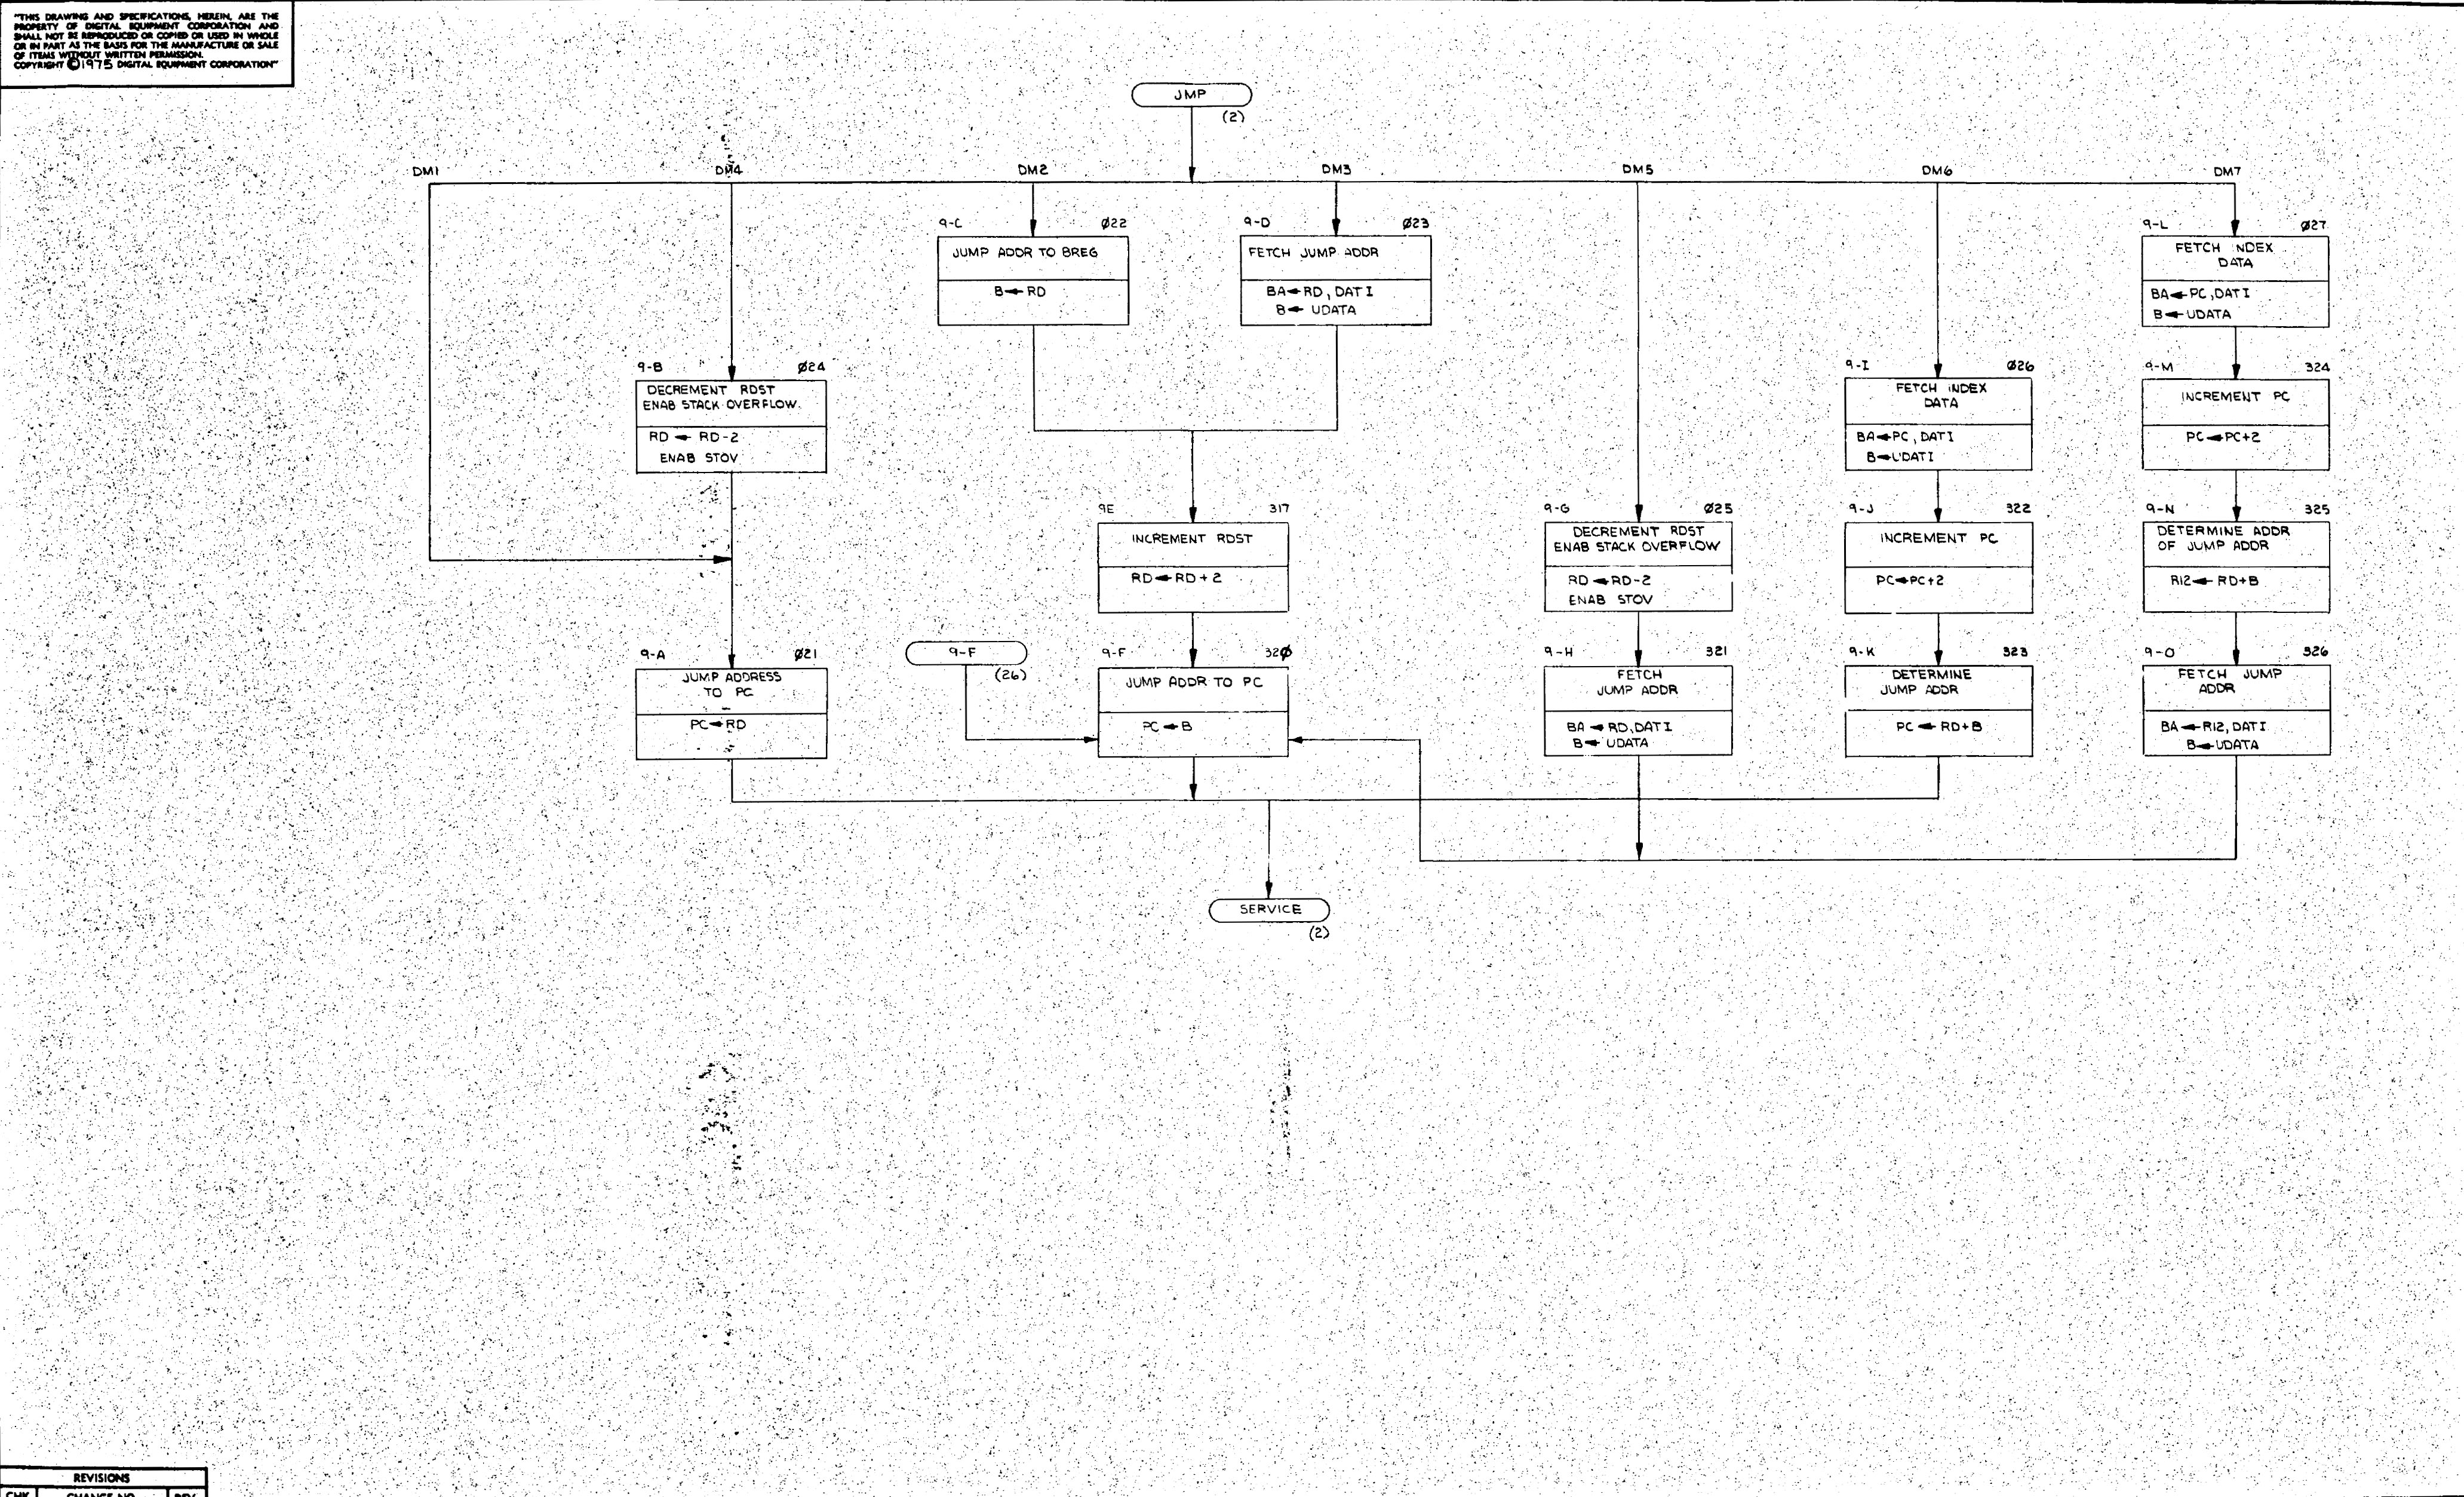 "THIS DRAWING AND SPECIFICATIONS, HEREIN, ARE THE
PROPERTY OF DIGITAL EQUIPMENT CORPORATION AND
SHALL NOT BE REPRODUCED OR COPIED OR USED IN WHOLE
OR IN PART AS THE BASIS FOR THE MANUFACTURE OR SALE
OF ITEMS WITHOUT WRITTEN PERMISSION.
COPYRIGHT ©1975 DIGITAL EQUIPMENT CORPORATION"
JMP
(2)
DM1 DM4 DM2 DM3 DM5 DM6 DM7
9-C Ø22
JUMP ADDR TO BREG
B←RD
9-D Ø23
FETCH JUMP ADDR
BA←RD, DATI
B← UDATA
9-L Ø27
FETCH INDEX
DATA
BA←PC, DATI
B←UDATA
9-B Ø24
DECREMENT RDST
ENAB STACK OVERFLOW
RD ← RD-2
ENAB STOV
9-I Ø26
FETCH INDEX
DATA
BA←PC, DATI
B←UDATI
9-M 324
INCREMENT PC
PC←PC+2
9E 317
INCREMENT RDST
RD←RD+2
9-G Ø25
DECREMENT RDST
ENAB STACK OVERFLOW
RD←RD-2
ENAB STOV
9-J 322
INCREMENT PC
PC←PC+2
9-N 325
DETERMINE ADDR
OF JUMP ADDR
R12← RD+B
9-A Ø21
JUMP ADDRESS
TO PC
PC←RD
9-F
(26)
9-F 32Ø
JUMP ADDR TO PC
PC←B
9-H 321
FETCH
JUMP ADDR
BA←RD, DATI
B← UDATA
9-K 323
DETERMINE
JUMP ADDR
PC ← RD+B
9-O 326
FETCH JUMP
ADDR
BA←R12, DATI
B←UDATA
SERVICE
(2)
REVISIONS
CHK CHANGE NO REV